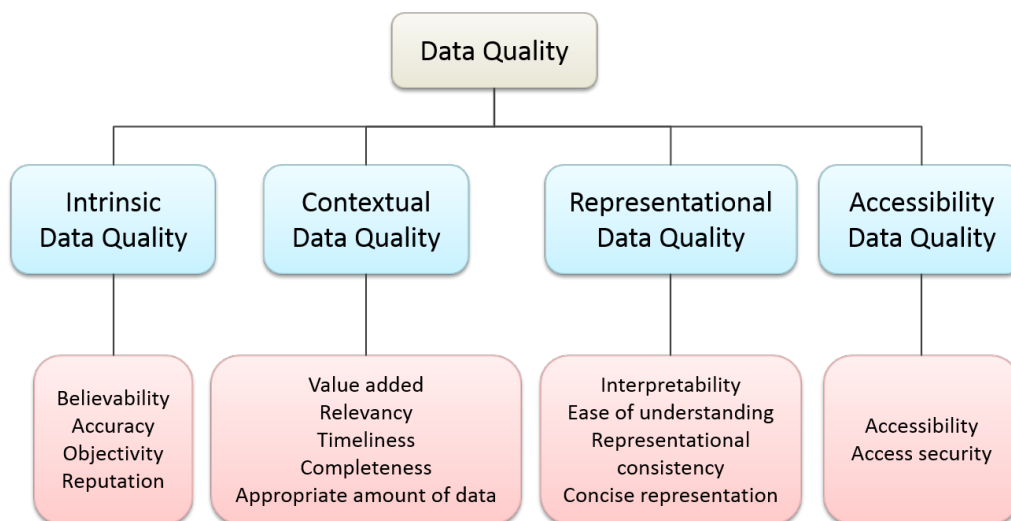 Data Quality
Intrinsic
Data Quality
Contextual
Data Quality
Representational
Data Quality
Accessibility
Data Quality
Believability
Accuracy
Objectivity
Reputation
Value added
Relevancy
Timeliness
Completeness
Appropriate amount of data
Interpretability
Ease of understanding
Representational
consistency
Concise representation
Accessibility
Access security